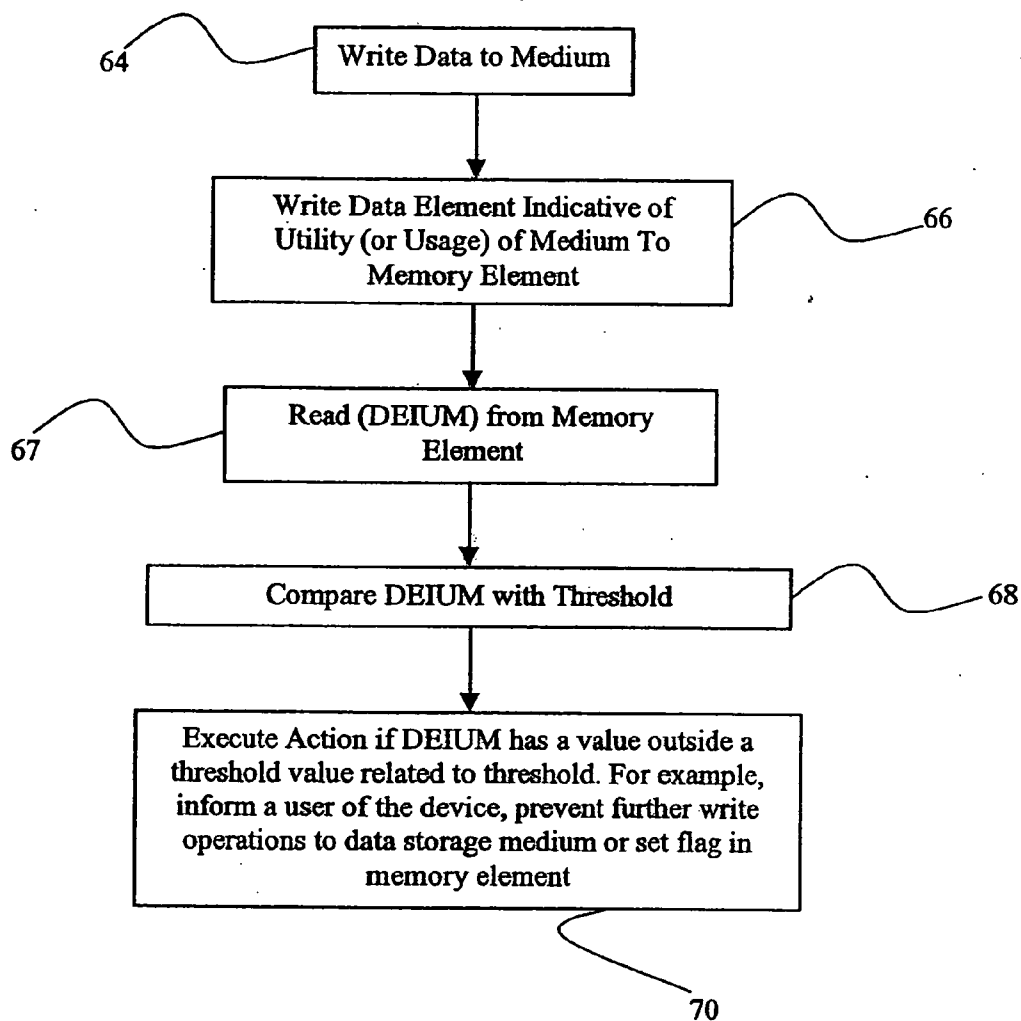 64
Write Data to Medium
Write Data Element Indicative of
Utility (or Usage) of Medium To
Memory Element
66
Read (DEIUM) from Memory
Element
67
Compare DEIUM with Threshold
68
Execute Action if DEIUM has a value outside a
threshold value related to threshold. For example,
inform a user of the device, prevent further write
operations to data storage medium or set flag in
memory element
70